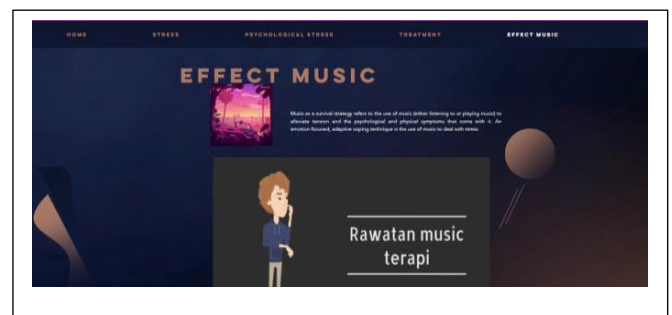 HOME STRESS PSYCHOLOGICAL STRESS TREATMENT EFFECT MUSIC
EFFECT MUSIC
Music as a survival strategy refers to the use of music (either listening to or playing music) to
alleviate tension and the psychological and physical symptoms that come with it. An
emotion-focused, adaptive coping technique is the use of music to deal with stress.
Rawatan music
terapi